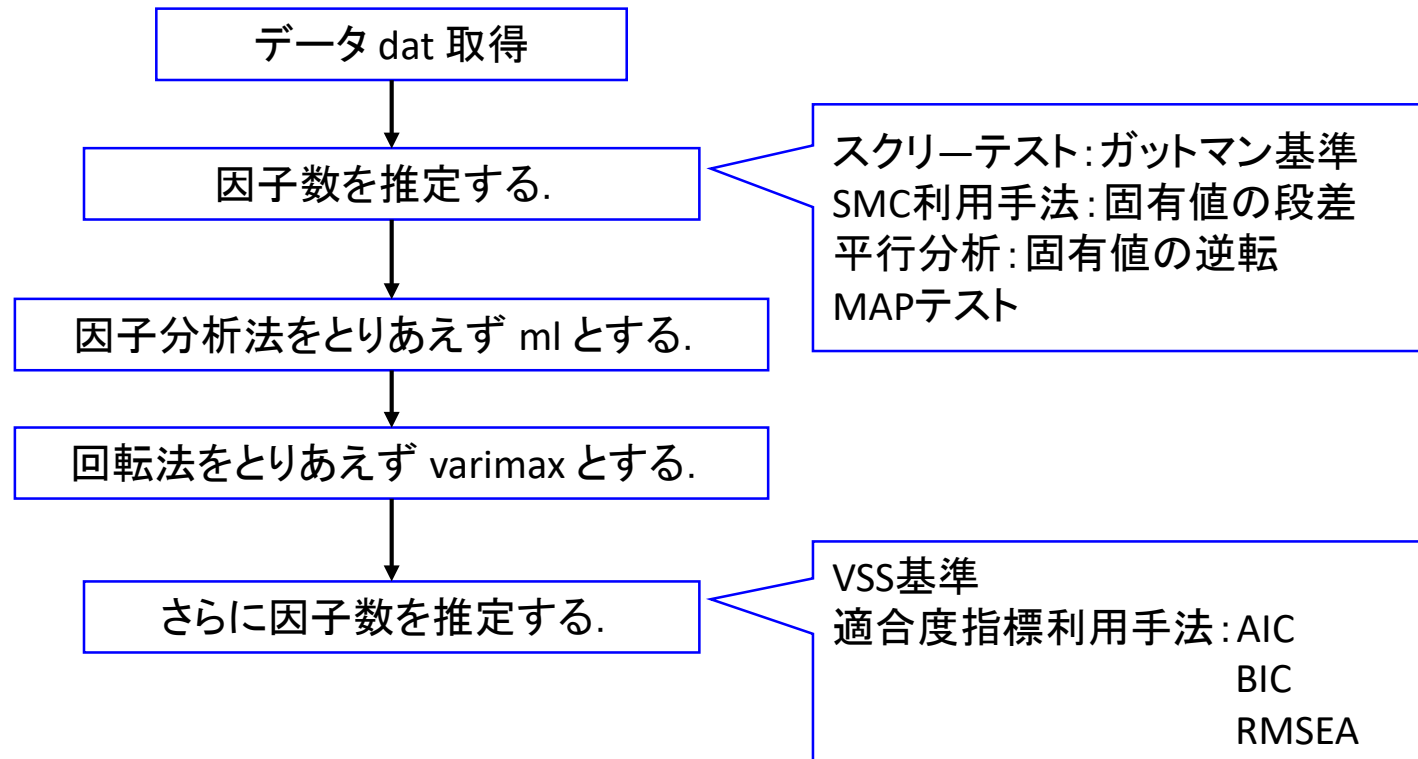 データ dat 取得
因子数を推定する.
スクリ―テスト：ガットマン基準
SMC利用手法：固有値の段差
平行分析：固有値の逆転
MAPテスト
因子分析法をとりあえず ml とする.
回転法をとりあえず varimax とする.
さらに因子数を推定する.
VSS基準
適合度指標利用手法：AIC
BIC
RMSEA